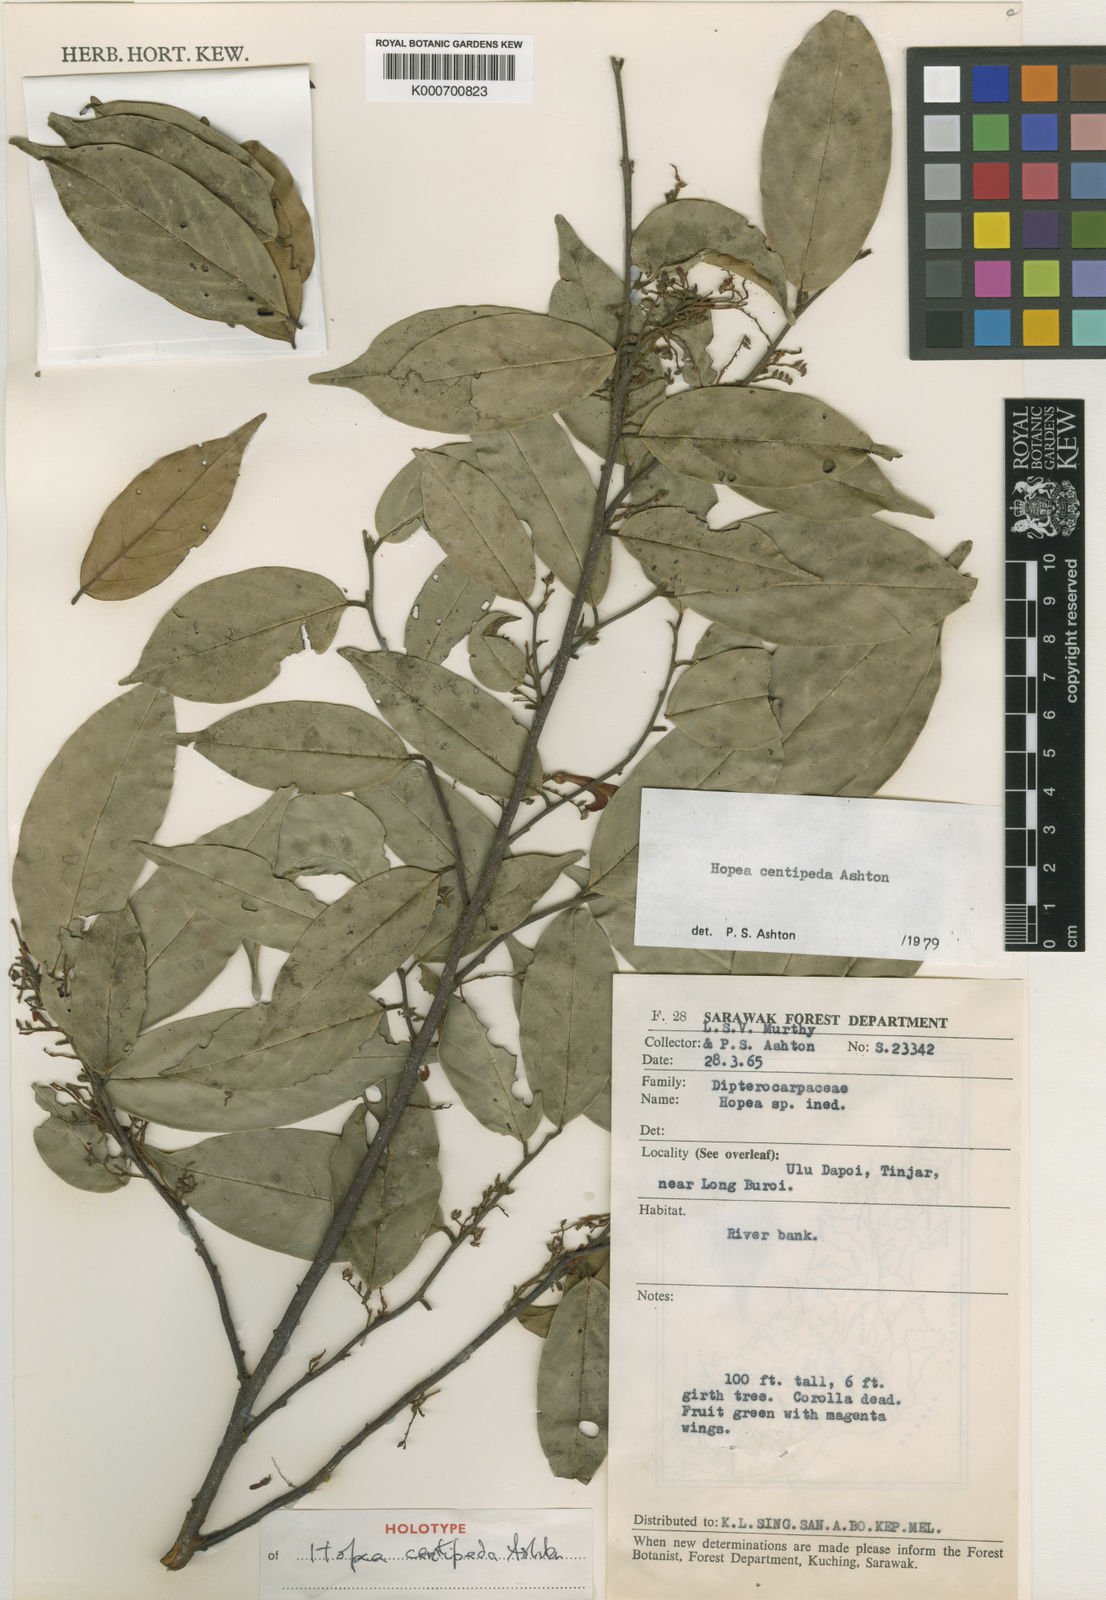 HERB. HORT. KEW.
ROYAL BOTANIC GARDENS KEW
K000700823
ROYAL
BOTANIC
GARDENS
KEW
10
9
8
7
6
5
4
3
2
1
0
cm
copyright reserved
Hopea centipeda Ashton
det. P. S. Ashton /1979
F. 28 SARAWAK FOREST DEPARTMENT
L.S.V. Murthy
Collector: & P.S. Ashton No: S.23342
Date: 28.3.65
Family: Dipterocarpaceae
Name: Hopea sp. ined.
Det:
Locality (See overleaf):
Ulu Dapoi, Tinjar,
near Long Buroi.
Habitat.
River bank.
Notes:
100 ft. tall, 6 ft.
girth tree. Corolla dead.
Fruit green with magenta
wings.
Distributed to: K.L.SING.SAN.A.BO.KEP.MEL.
When new determinations are made please inform the Forest
Botanist, Forest Department, Kuching, Sarawak.
HOLOTYPE
of Hopea centipeda Ashton